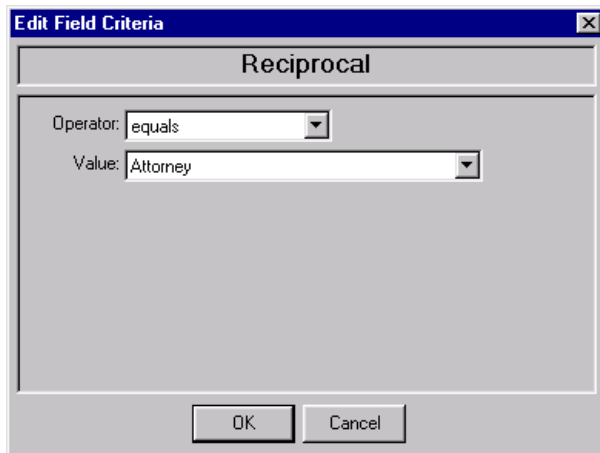 Edit Field Criteria
Reciprocal
Operator: equals
Value: Attorney
OK Cancel